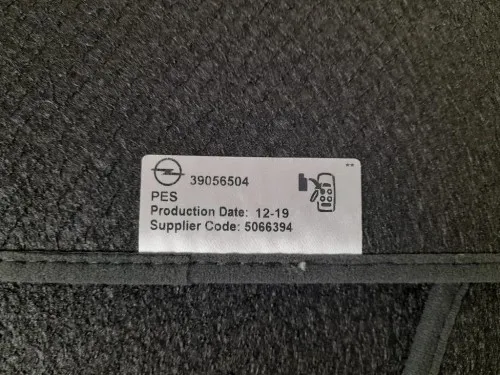 39056504
PES
Production Date: 12-19
Supplier Code: 5066394